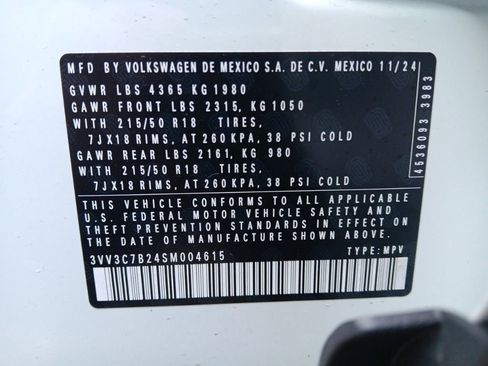 MFD BY VOLKSWAGEN DE MEXICO S.A. DE C.V. MEXICO 11/24
GVWR LBS 4365 KG 1980
GAWR FRONT LBS 2315, KG 1050
WITH 215/50 R18 TIRES,
7JX18 RIMS, AT 260 KPA, 38 PSI COLD
GAWR REAR LBS 2161, KG 980
WITH 215/50 R18 TIRES,
7JX18 RIMS, AT 260 KPA, 38 PSI COLD
THIS VEHICLE CONFORMS TO ALL APPLICABLE
U.S. FEDERAL MOTOR VEHICLE SAFETY AND
THEFT PREVENTION STANDARDS IN EFFECT ON
THE DATE OF MANUFACTURE SHOWN ABOVE.
3VV3C7B24SM004615 TYPE: MPV
4536093 3983